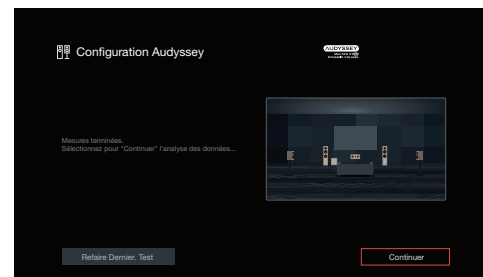 Configuration Audyssey
AUDYSSEY
Mesures terminées.
Sélectionnez pour "Continuer" l'analyse des données...
Refaire Dernier. Test
Continuer